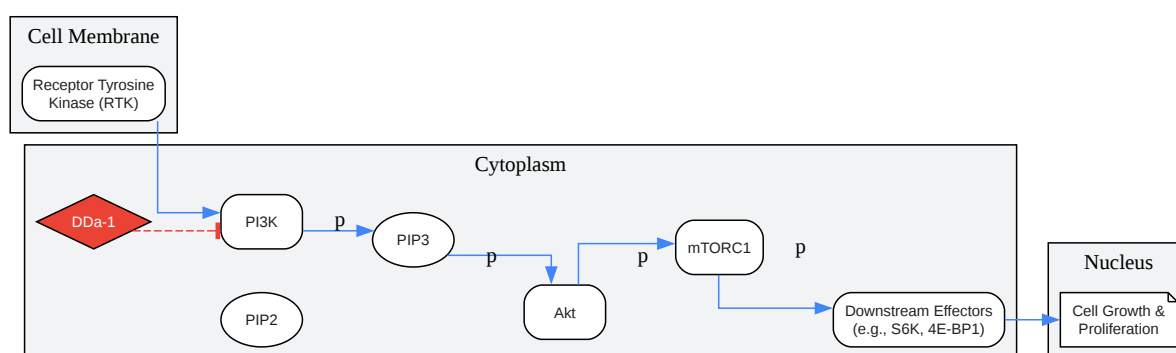 Cell Membrane
Receptor Tyrosine
Kinase (RTK)
Cytoplasm
DDa-1
PI3K
p
PIP3
p
p
mTORC1
p
PIP2
Akt
Downstream Effectors
(e.g., S6K, 4E-BP1)
Nucleus
Cell Growth &
Proliferation